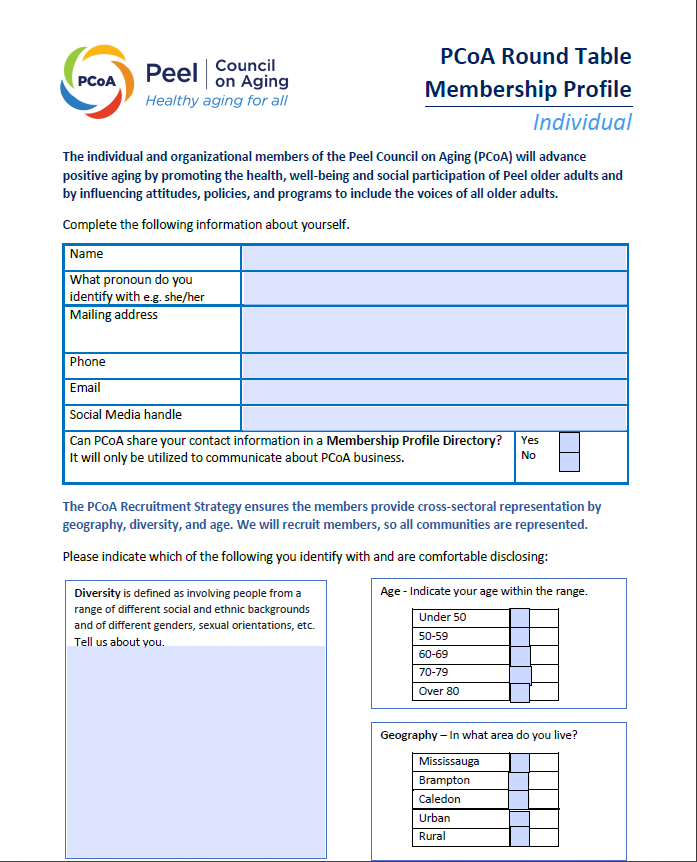 PCoA
Peel Council
on Aging
Healthy aging for all
PCoA Round Table
Membership Profile
Individual
The individual and organizational members of the Peel Council on Aging (PCoA) will advance
positive aging by promoting the health, well-being and social participation of Peel older adults and
by influencing attitudes, policies, and programs to include the voices of all older adults.
Complete the following information about yourself.
Name
What pronoun do you
identify with e.g. she/her
Mailing address
Phone
Email
Social Media handle
Can PCoA share your contact information in a Membership Profile Directory?
It will only be utilized to communicate about PCoA business.
Yes
No
The PCoA Recruitment Strategy ensures the members provide cross-sectoral representation by
geography, diversity, and age. We will recruit members, so all communities are represented.
Please indicate which of the following you identify with and are comfortable disclosing:
Diversity is defined as involving people from a
range of different social and ethnic backgrounds
and of different genders, sexual orientations, etc.
Tell us about you.
Age - Indicate your age within the range.
Under 50
50-59
60-69
70-79
Over 80
Geography – In what area do you live?
Mississauga
Brampton
Caledon
Urban
Rural